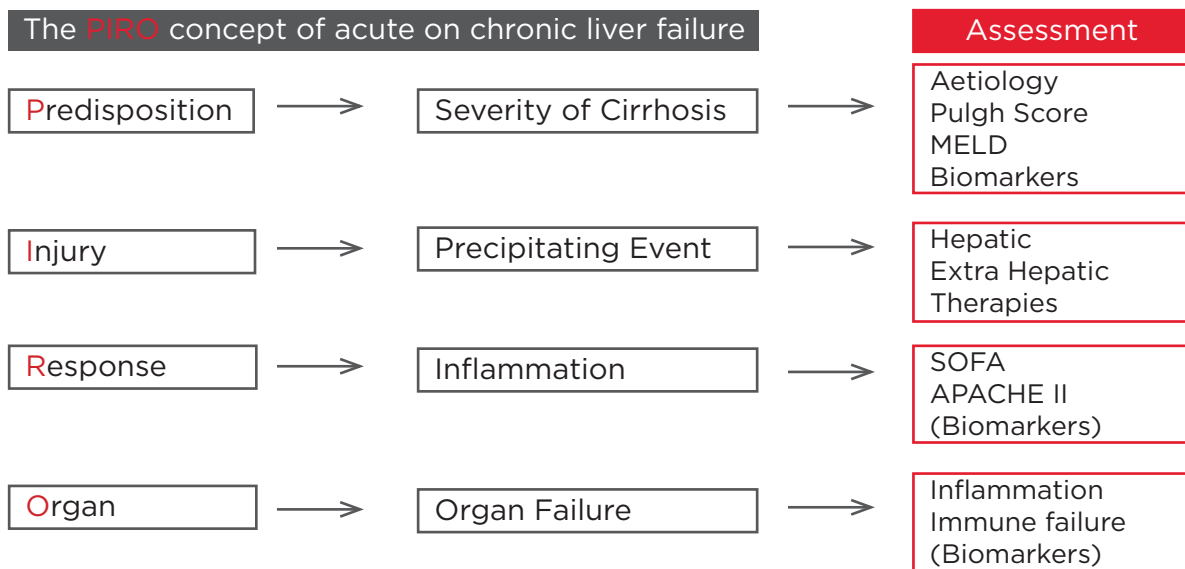 The PIRO concept of acute on chronic liver failure
Assessment
Predisposition
Severity of Cirrhosis
Aetiology
Pulgh Score
MELD
Biomarkers
Injury
Precipitating Event
Hepatic
Extra Hepatic
Therapies
Response
Inflammation
SOFA
APACHE II
(Biomarkers)
Organ
Organ Failure
Inflammation
Immune failure
(Biomarkers)